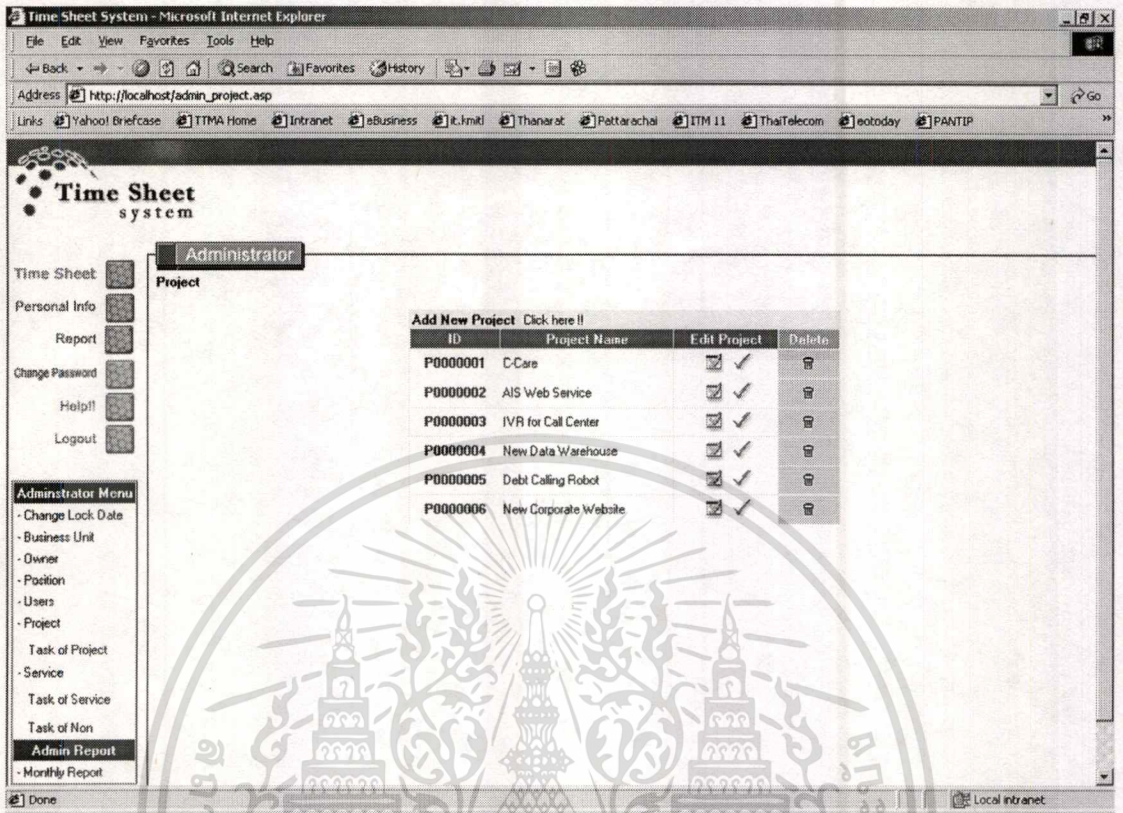 Time Sheet System - Microsoft Internet Explorer
File Edit View Favorites Tools Help
Back Search Favorites History
Address http://localhost/admin_project.asp Go
Links Yahoo! Briefcase TTMA Home Intranet eBusiness it.kmitl Thanarat Pattarachai ITM 11 ThaiTelecom eotoday PANTIP »
Time Sheet
system
Administrator
Time Sheet
Personal Info
Report
Change Password
Help!!
Logout
Adminstrator Menu
- Change Lock Date
- Business Unit
- Owner
- Position
- Users
- Project
Task of Project
- Service
Task of Service
Task of Non
Admin Report
- Monthly Report
Project
Add New Project Click here !!
ID Project Name Edit Project Delete
P0000001 C-Care
P0000002 AIS Web Service
P0000003 IVR for Call Center
P0000004 New Data Warehouse
P0000005 Debt Calling Robot
P0000006 New Corporate Website
Done Local intranet